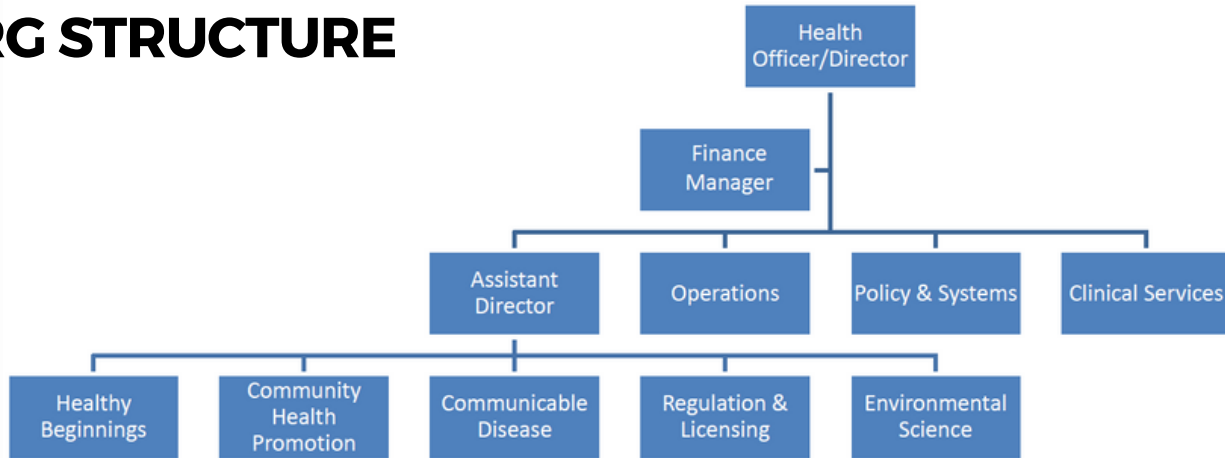 RG STRUCTURE
Health
Officer/Director
Finance
Manager
Assistant
Director
Operations
Policy & Systems
Clinical Services
Healthy
Beginnings
Community
Health
Promotion
Communicable
Disease
Regulation &
Licensing
Environmental
Science